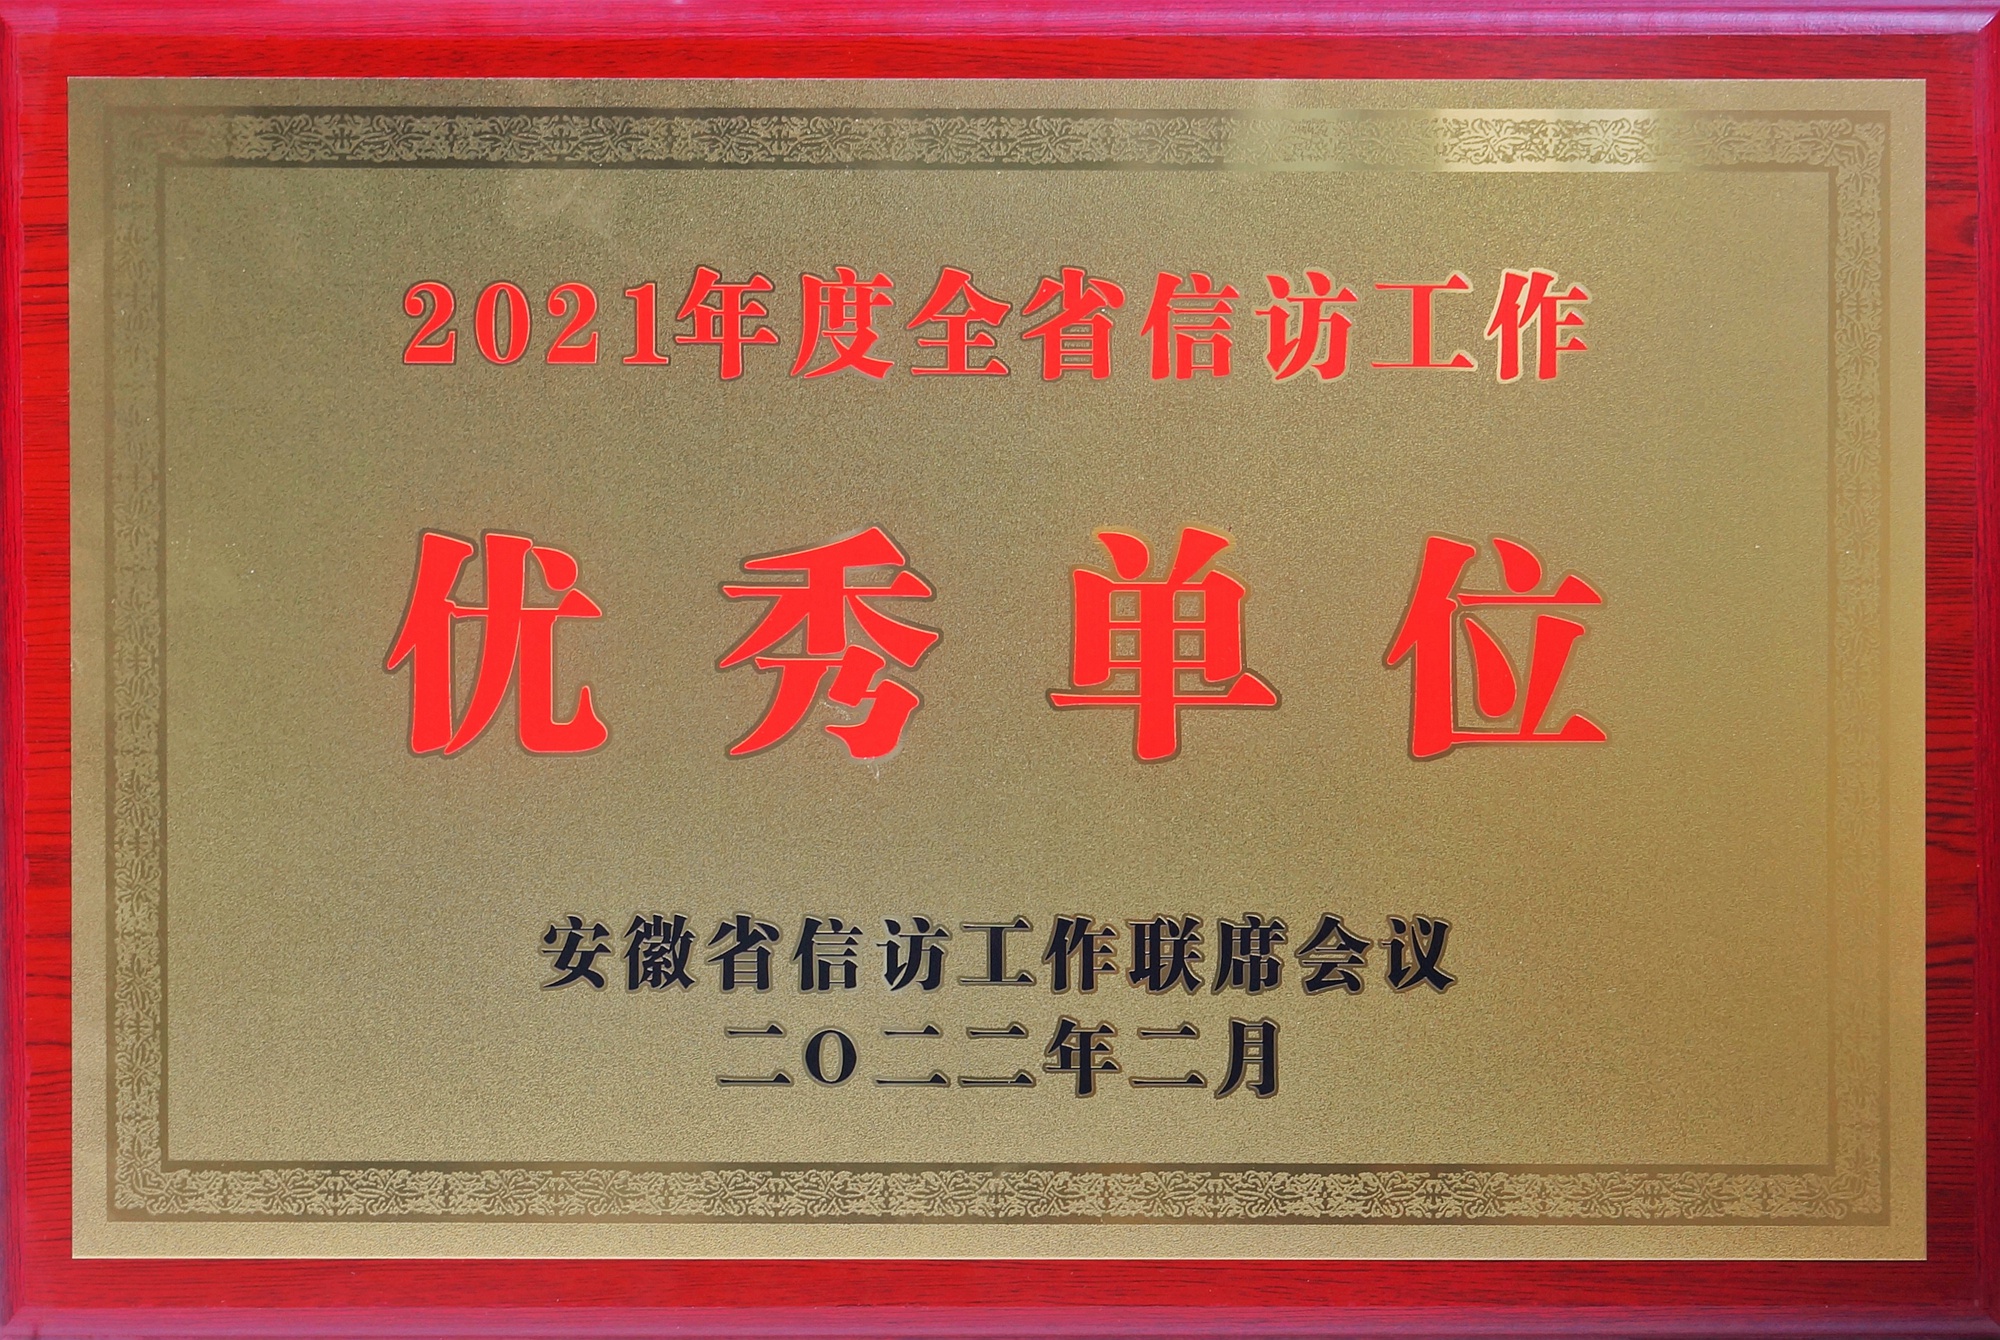 2021年度全省信访工作
优秀单位
安徽省信访工作联席会议
二O二二年二月